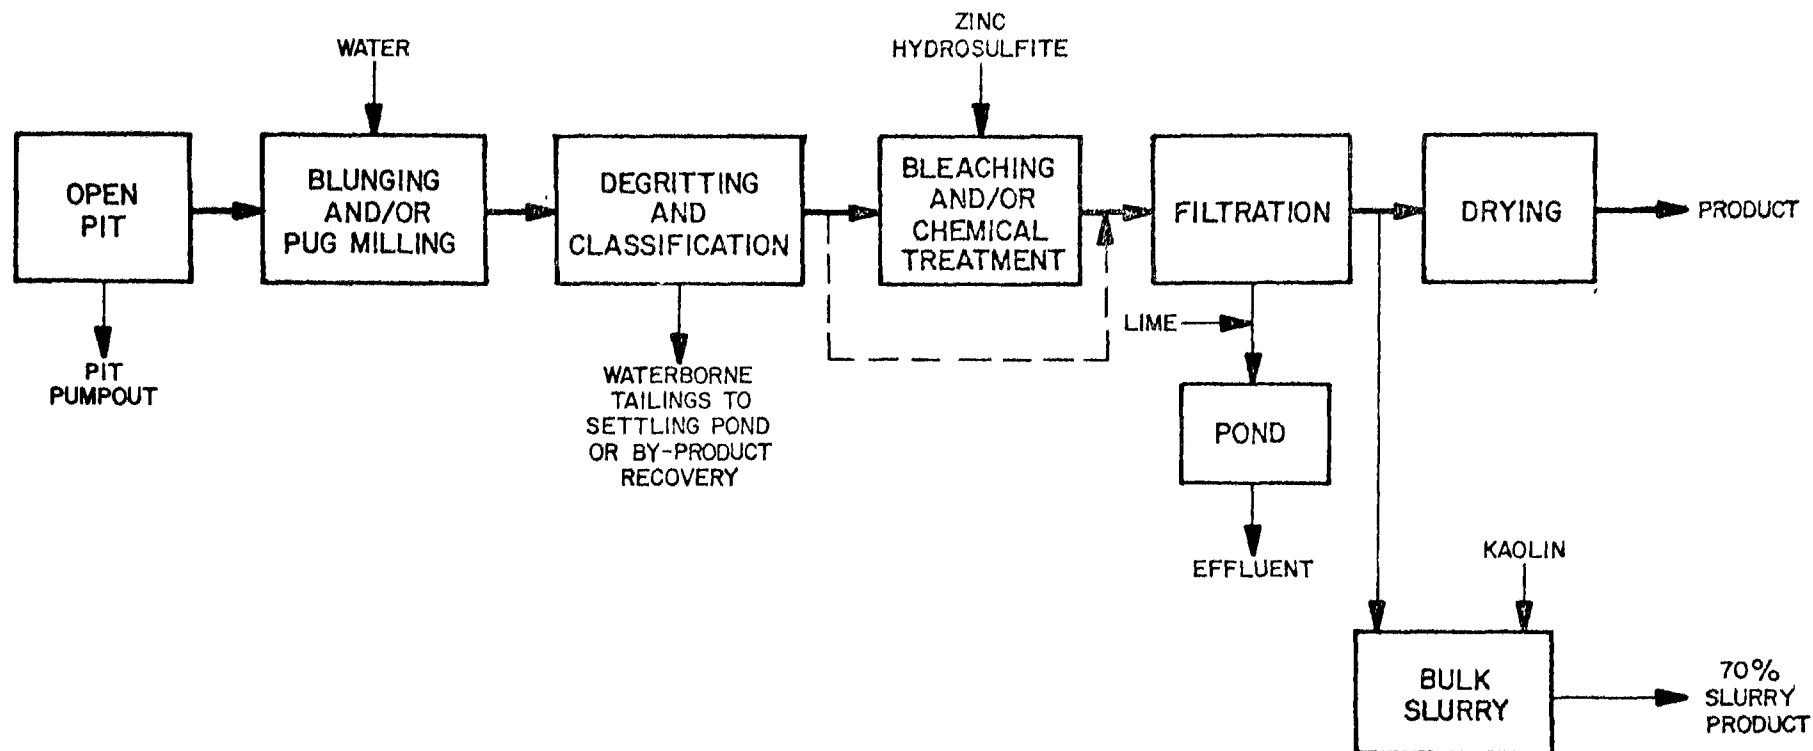 WATER
ZINC
HYDROSULFITE
OPEN
PIT
BLUNGING
AND/OR
PUG MILLING
DEGRITTING
AND
CLASSIFICATION
BLEACHING
AND/OR
CHEMICAL
TREATMENT
FILTRATION
DRYING
PRODUCT
PIT
PUMPOUT
WATERBORNE
TAILINGS TO
SETTLING POND
OR BY-PRODUCT
RECOVERY
LIME
POND
EFFLUENT
KAOLIN
BULK
SLURRY
70%
SLURRY
PRODUCT